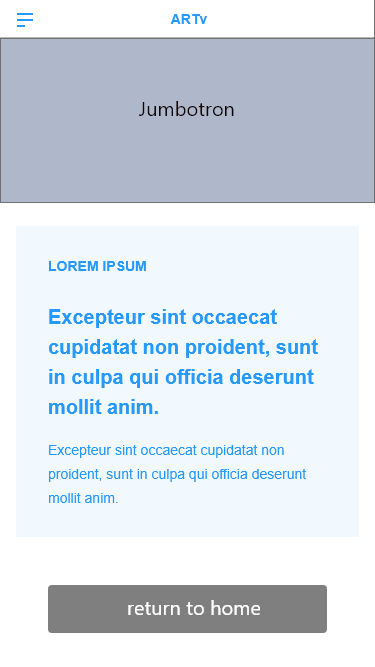 ARTv
Jumbotron
LOREM IPSUM
Excepteur sint occaecat
cupidatat non proident, sunt
in culpa qui officia deserunt
mollit anim.
Excepteur sint occaecat cupidatat non
proident, sunt in culpa qui officia deserunt
mollit anim.
return to home